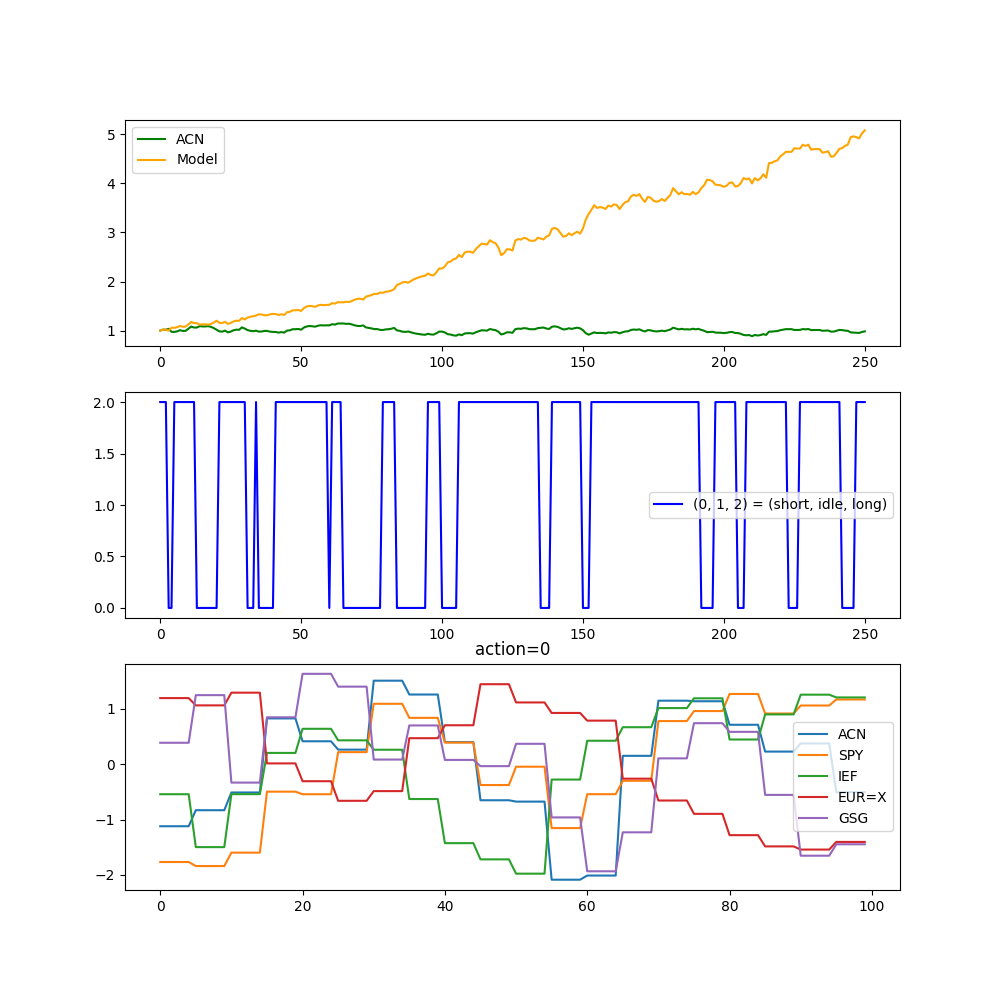 ACN
Model
5
4
3
2
1
0 50 100 150 200 250
2.0
1.5
1.0
0.5
0.0
(0, 1, 2) = (short, idle, long)
0 50 100 150 200 250
action=0
1
0
−1
−2
ACN
SPY
IEF
EUR=X
GSG
0 20 40 60 80 100